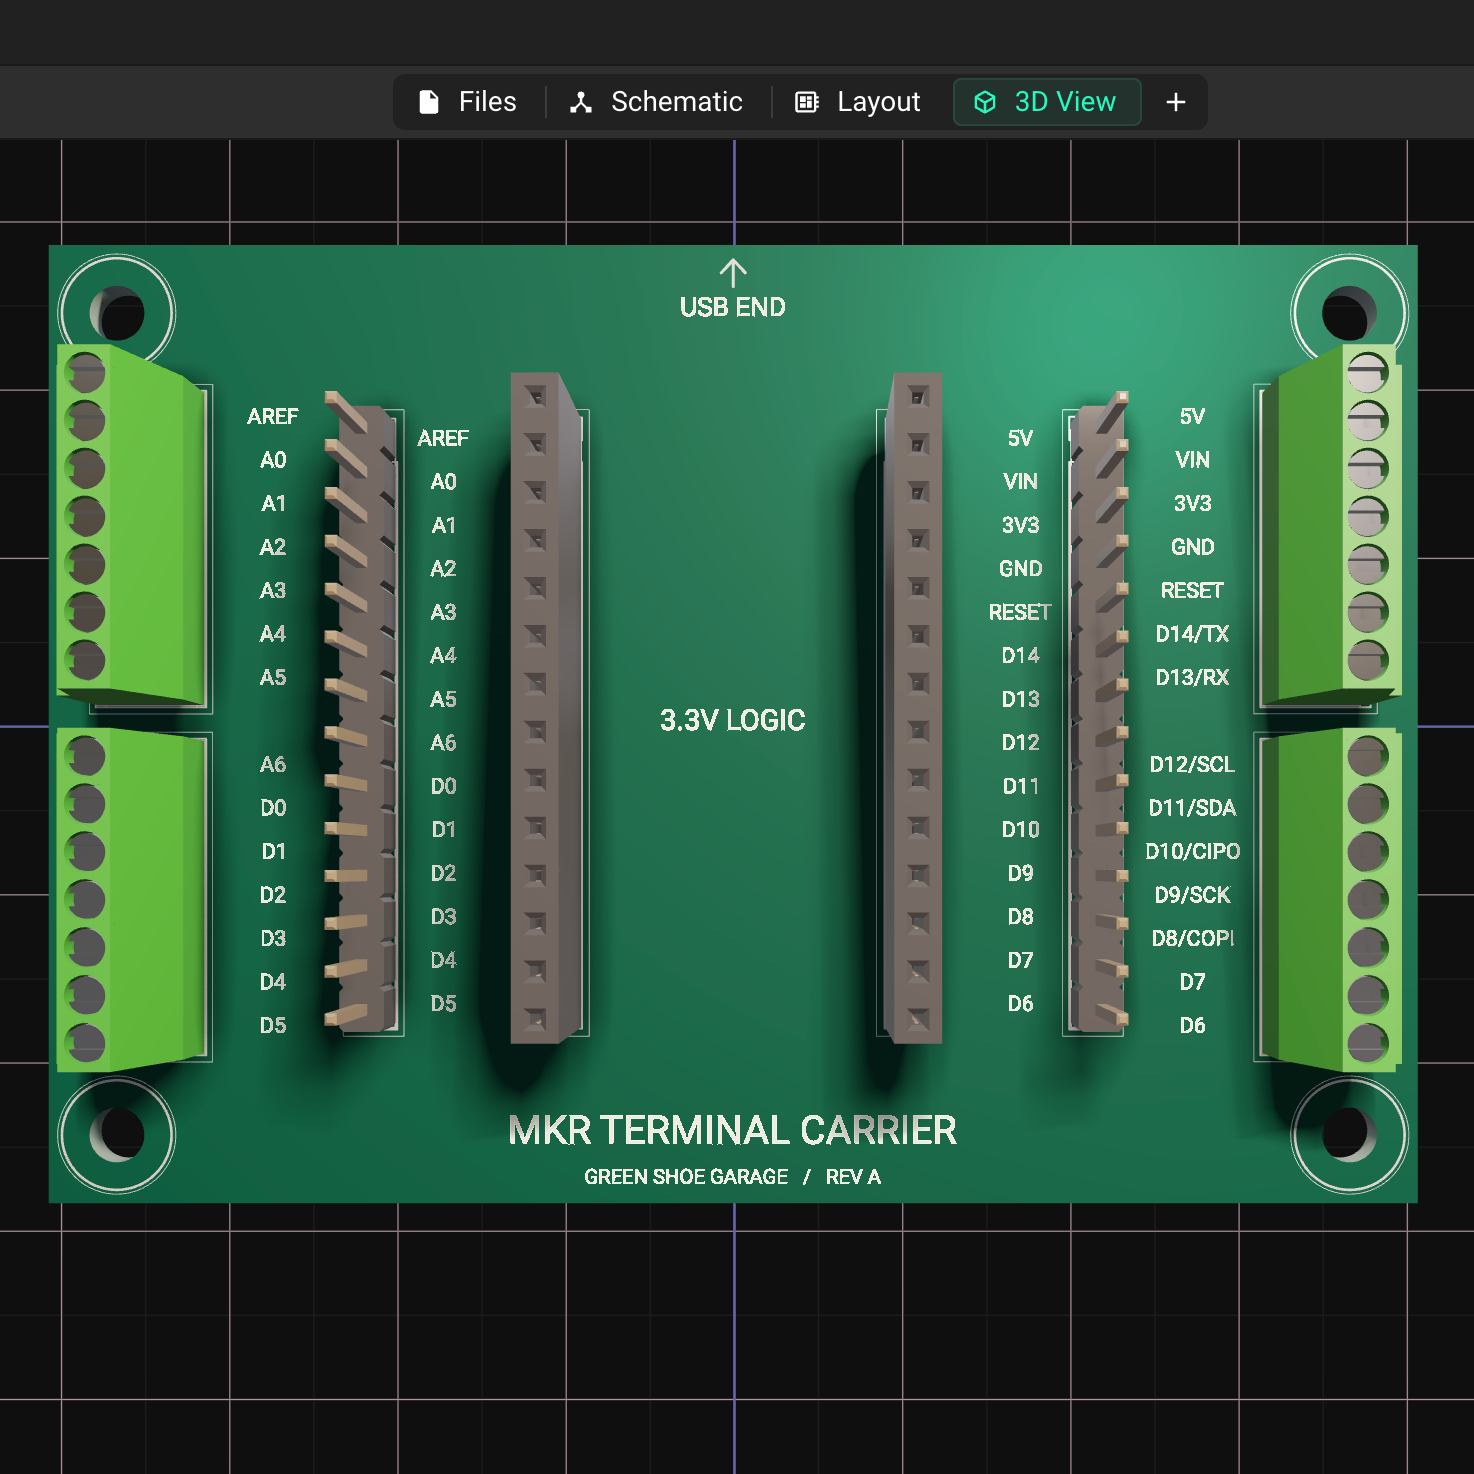 Files
Schematic
Layout
3D View
USB END
AREF
A0
A1
A2
A3
A4
A5
A6
D0
D1
D2
D3
D4
D5
AREF
A0
A1
A2
A3
A4
A5
A6
D0
D1
D2
D3
D4
D5
3.3V LOGIC
5V
VIN
3V3
GND
RESET
D14
D13
D12
D11
D10
D9
D8
D7
D6
5V
VIN
3V3
GND
RESET
D14/TX
D13/RX
D12/SCL
D11/SDA
D10/CIPO
D9/SCK
D8/COPI
D7
D6
MKR TERMINAL CARRIER
GREEN SHOE GARAGE / REV A